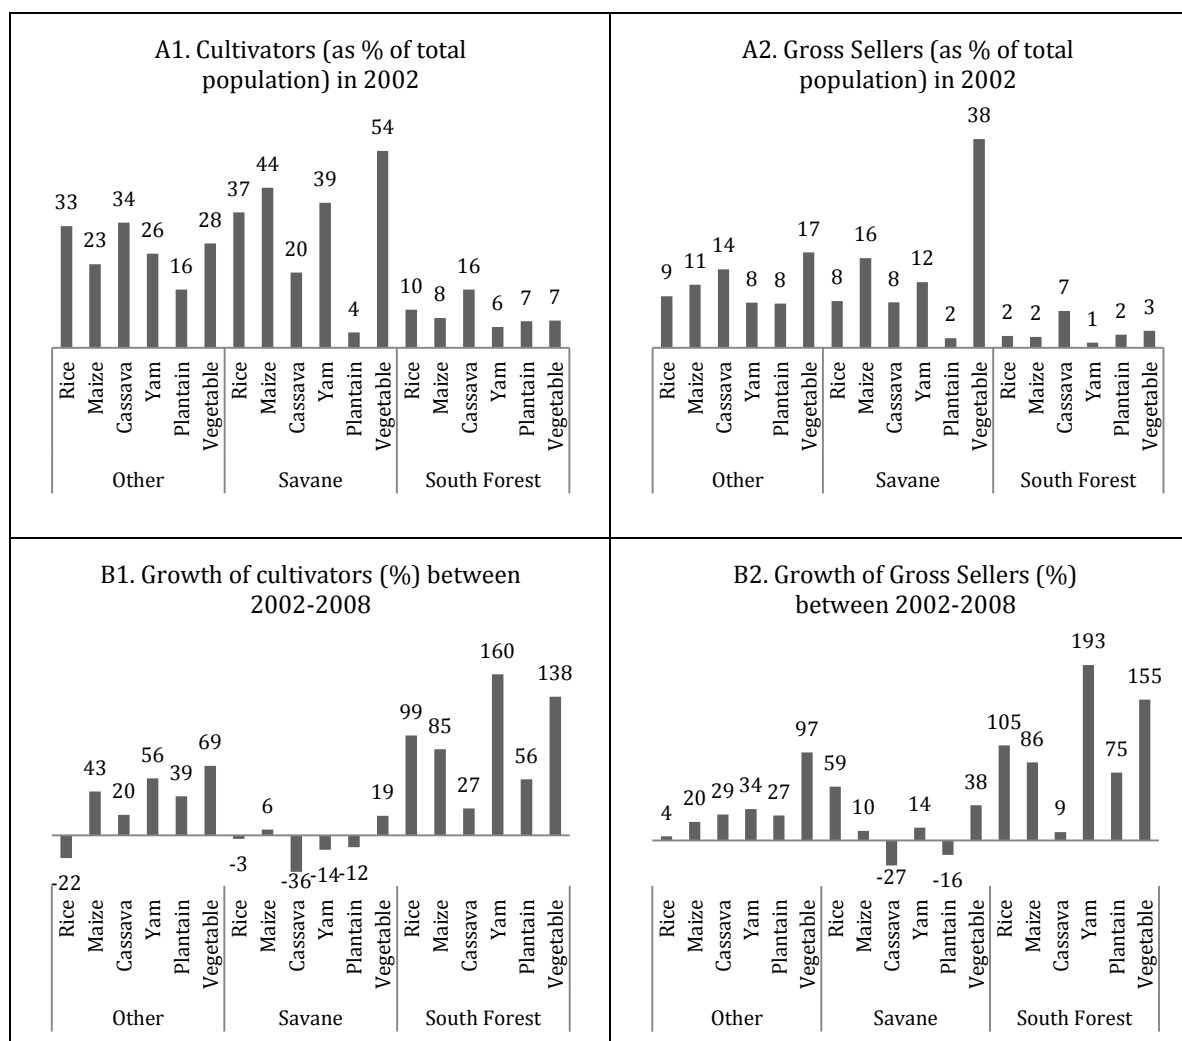 A1. Cultivators (as % of total
population) in 2002
33 23 34 26 16 28 37 44 20 39 4 54 10 8 16 6 7 7
Rice Maize Cassava Yam Plantain Vegetable Rice Maize Cassava Yam Plantain Vegetable Rice Maize Cassava Yam Plantain Vegetable
Other Savane South Forest
A2. Gross Sellers (as % of total
population) in 2002
9 11 14 8 8 17 8 16 8 12 2 38 2 2 7 1 2 3
Rice Maize Cassava Yam Plantain Vegetable Rice Maize Cassava Yam Plantain Vegetable Rice Maize Cassava Yam Plantain Vegetable
Other Savane South Forest
B1. Growth of cultivators (%) between
2002-2008
-22 43 20 56 39 69 -3 6 -36 -14 -12 19 99 85 27 160 56 138
Rice Maize Cassava Yam Plantain Vegetable Rice Maize Cassava Yam Plantain Vegetable Rice Maize Cassava Yam Plantain Vegetable
Other Savane South Forest
B2. Growth of Gross Sellers (%)
between 2002-2008
4 20 29 34 27 97 59 10 -27 14 -16 38 105 86 9 193 75 155
Rice Maize Cassava Yam Plantain Vegetable Rice Maize Cassava Yam Plantain Vegetable Rice Maize Cassava Yam Plantain Vegetable
Other Savane South Forest